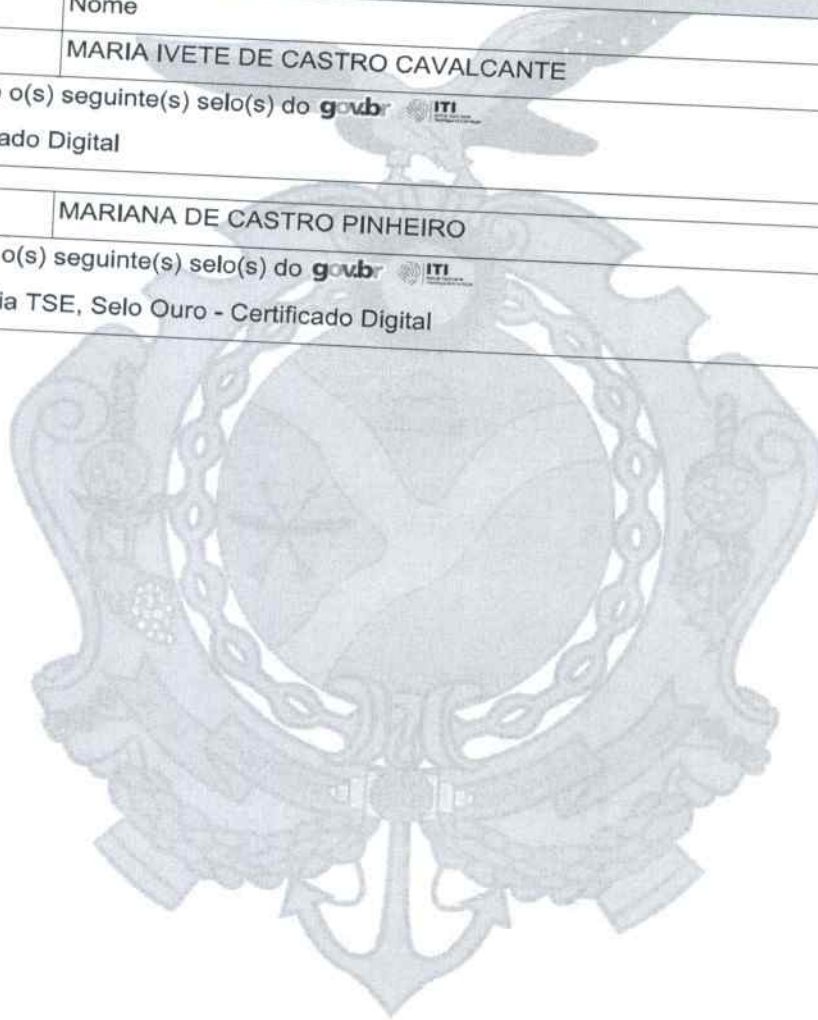 Nome
MARIA IVETE DE CASTRO CAVALCANTE
o(s) seguinte(s) selo(s) do gov.br ITI
ado Digital
MARIANA DE CASTRO PINHEIRO
o(s) seguinte(s) selo(s) do gov.br ITI
ia TSE, Selo Ouro - Certificado Digital